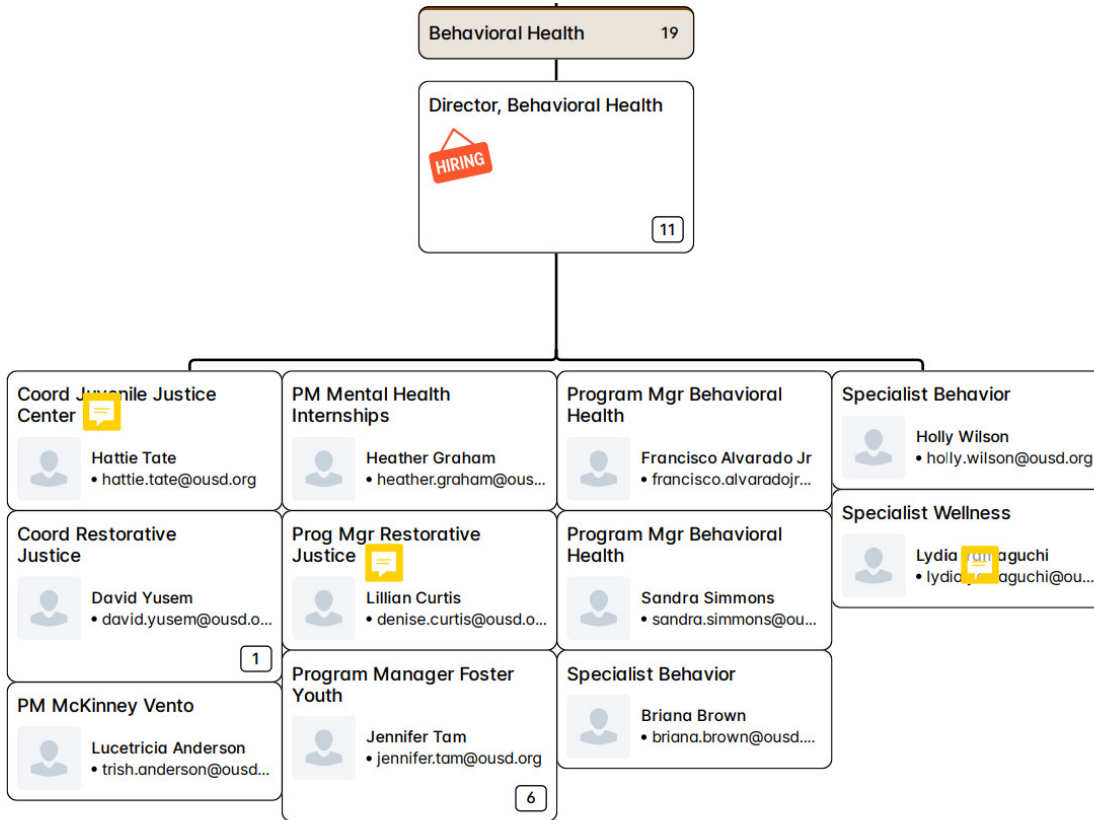 Behavioral Health 19
Director, Behavioral Health
HIRING
11
Coord Juvenile Justice
Center
Hattie Tate
• hattie.tate@ousd.org
Coord Restorative
Justice
David Yusem
• david.yusem@ousd.o...
1
PM McKinney Vento
Lucetricia Anderson
• trish.anderson@ousd...
PM Mental Health
Internships
Heather Graham
• heather.graham@ous...
Prog Mgr Restorative
Justice
Lillian Curtis
• denise.curtis@ousd.o...
Program Manager Foster
Youth
Jennifer Tam
• jennifer.tam@ousd.org
6
Program Mgr Behavioral
Health
Francisco Alvarado Jr
• francisco.alvaradojr...
Program Mgr Behavioral
Health
Sandra Simmons
• sandra.simmons@ou...
Specialist Behavior
Briana Brown
• briana.brown@ousd....
Specialist Behavior
Holly Wilson
• holly.wilson@ousd.org
Specialist Wellness
Lydia Yamaguchi
• lydia.yamaguchi@ou...